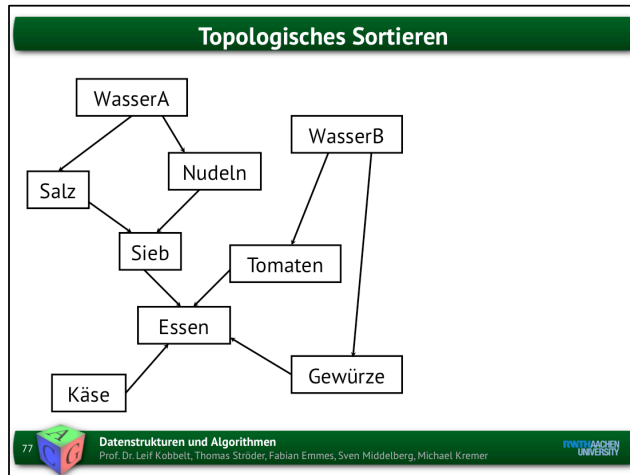 Topologisches Sortieren
WasserA
WasserB
Nudeln
Salz
Sieb
Tomaten
Essen
Gewürze
Käse
77
A
C G
Datenstrukturen und Algorithmen
Prof. Dr. Leif Kobbelt, Thomas Ströder, Fabian Emmes, Sven Middelberg, Michael Kremer
RWTHAACHEN
UNIVERSITY